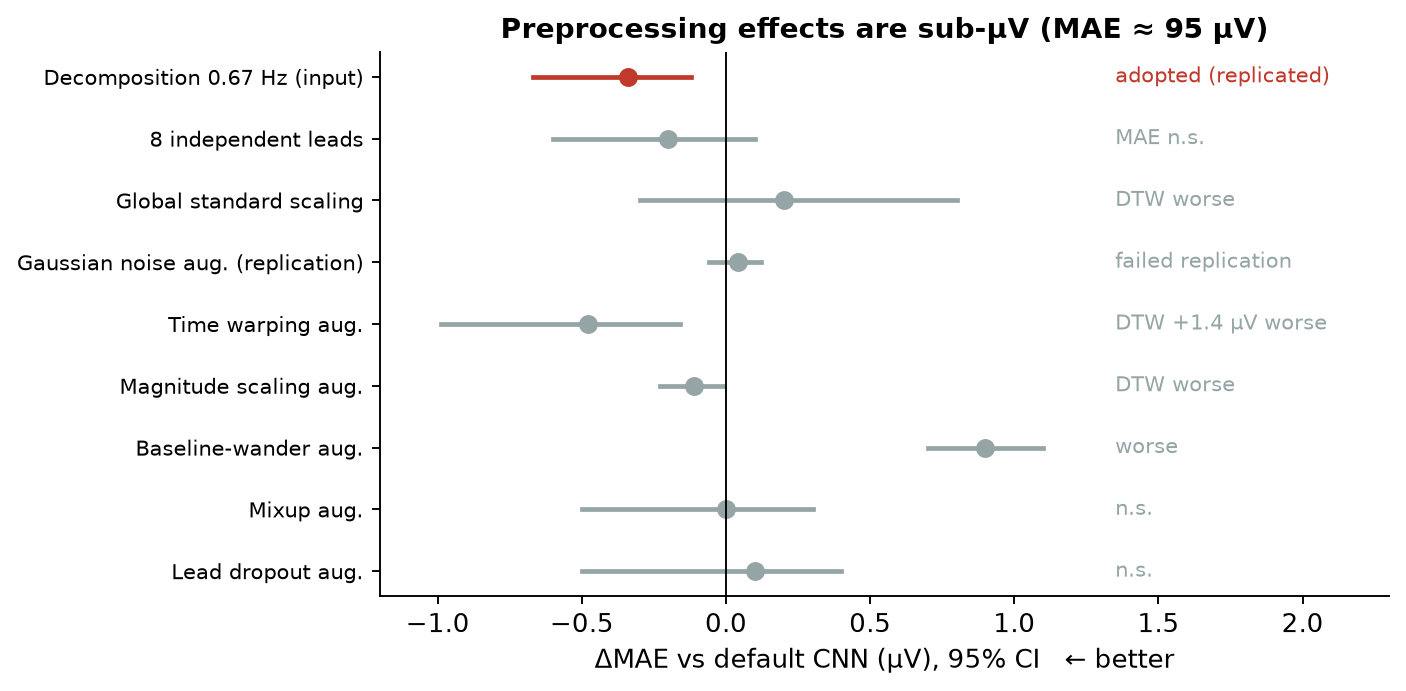 Preprocessing effects are sub-µV (MAE ≈ 95 µV)
Decomposition 0.67 Hz (input) adopted (replicated)
8 independent leads MAE n.s.
Global standard scaling DTW worse
Gaussian noise aug. (replication) failed replication
Time warping aug. DTW +1.4 µV worse
Magnitude scaling aug. DTW worse
Baseline-wander aug. worse
Mixup aug. n.s.
Lead dropout aug. n.s.
−1.0 −0.5 0.0 0.5 1.0 1.5 2.0
ΔMAE vs default CNN (µV), 95% CI ← better